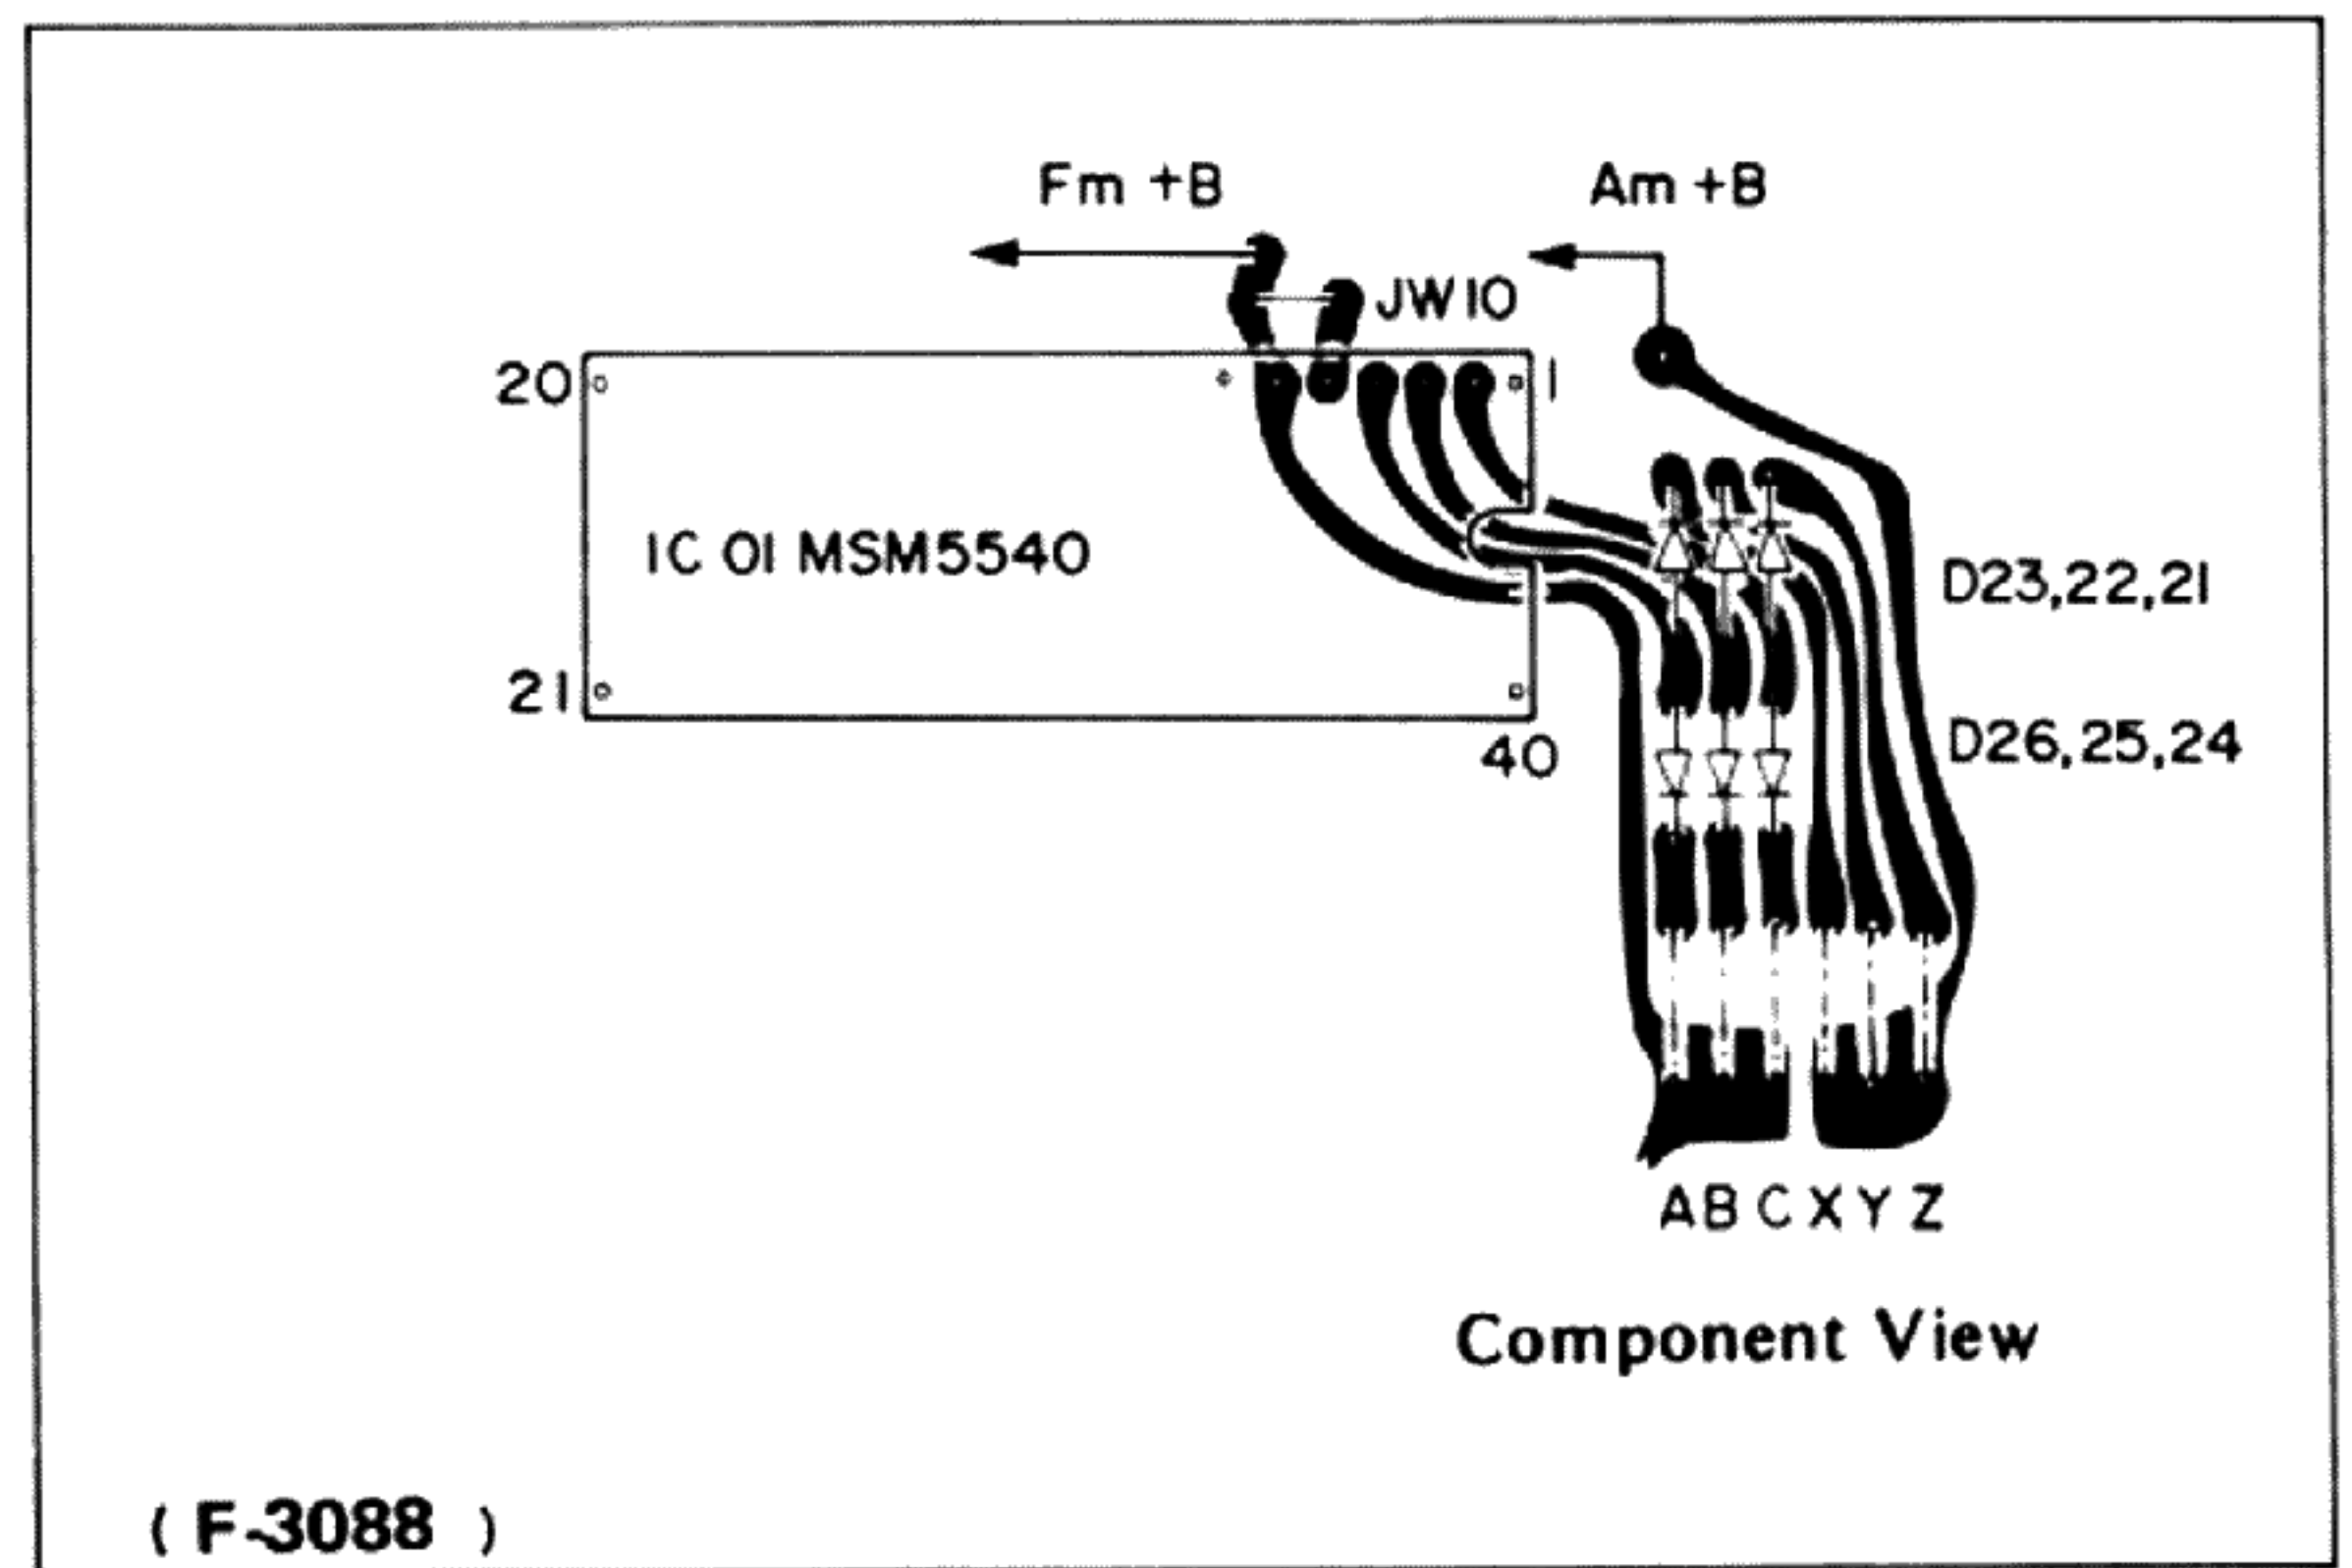 Fm +B
Am +B
JW10
20
1
IC 01 MSM5540
D23,22,21
21
D26,25,24
40
A B C X Y Z
Component View
( F-3088 )